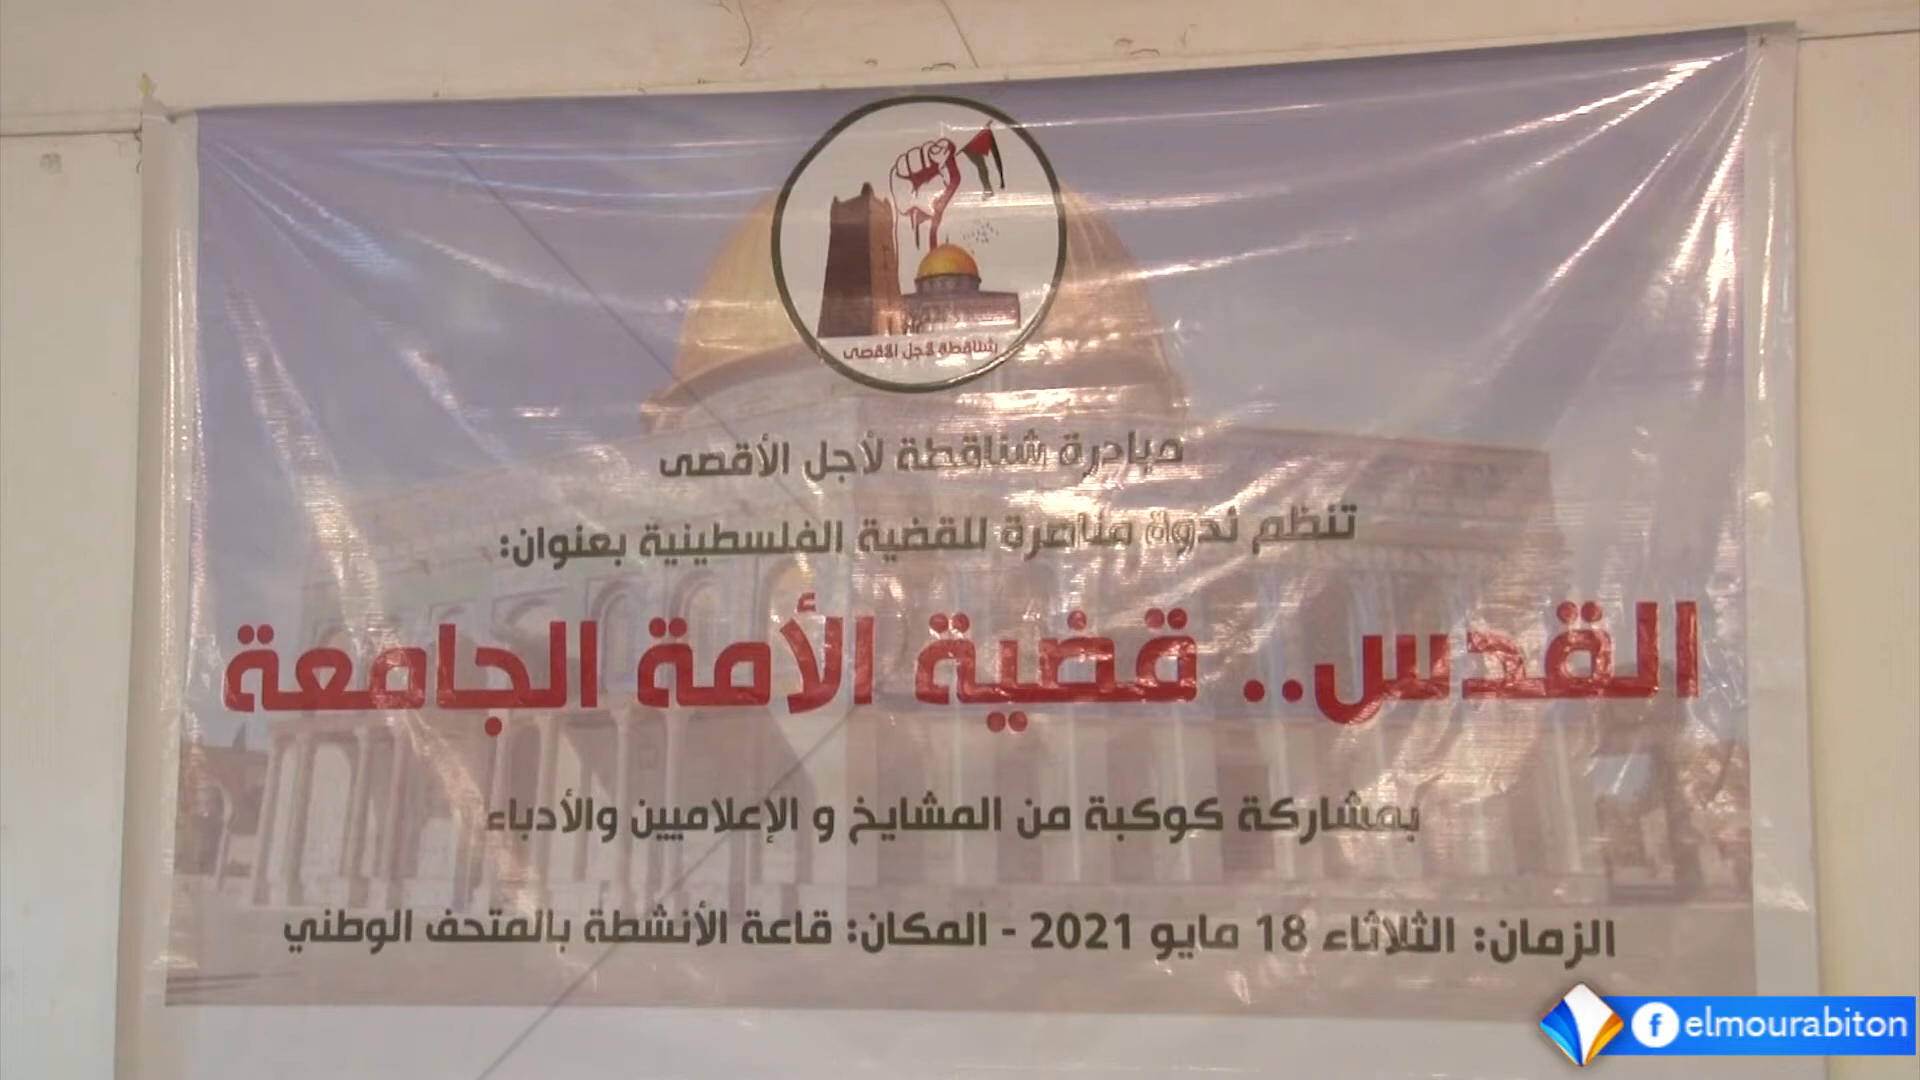 شناقطة لأجل الأقصى
مبادرة شناقطة لأجل الأقصى
تنظم ندوة مناصرة للقضية الفلسطينية بعنوان:
القدس.. قضية الأمة الجامعة
بمشاركة كوكبة من المشايخ و الإعلاميين والأدباء
الزمان: الثلاثاء 18 مايو 2021 - المكان: قاعة الأنشطة بالمتحف الوطني
elmourabiton